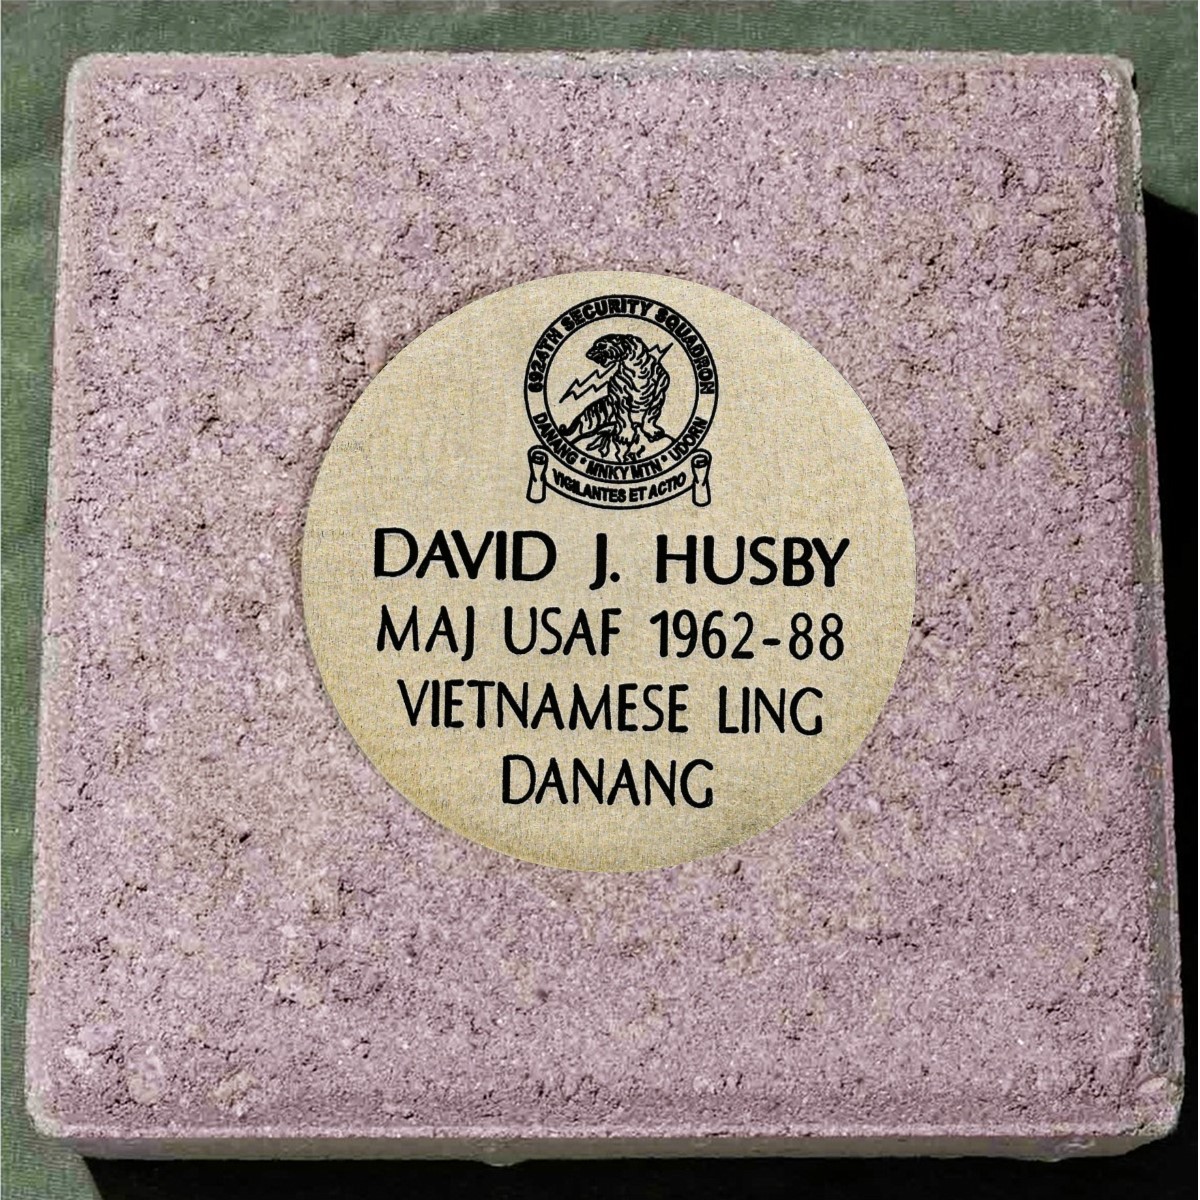 6924TH SECURITY SQUADRON
DANANG * MNKY MTN * UDORN
VIGILANTES ET ACTIO
DAVID J. HUSBY
MAJ USAF 1962-88
VIETNAMESE LING
DANANG